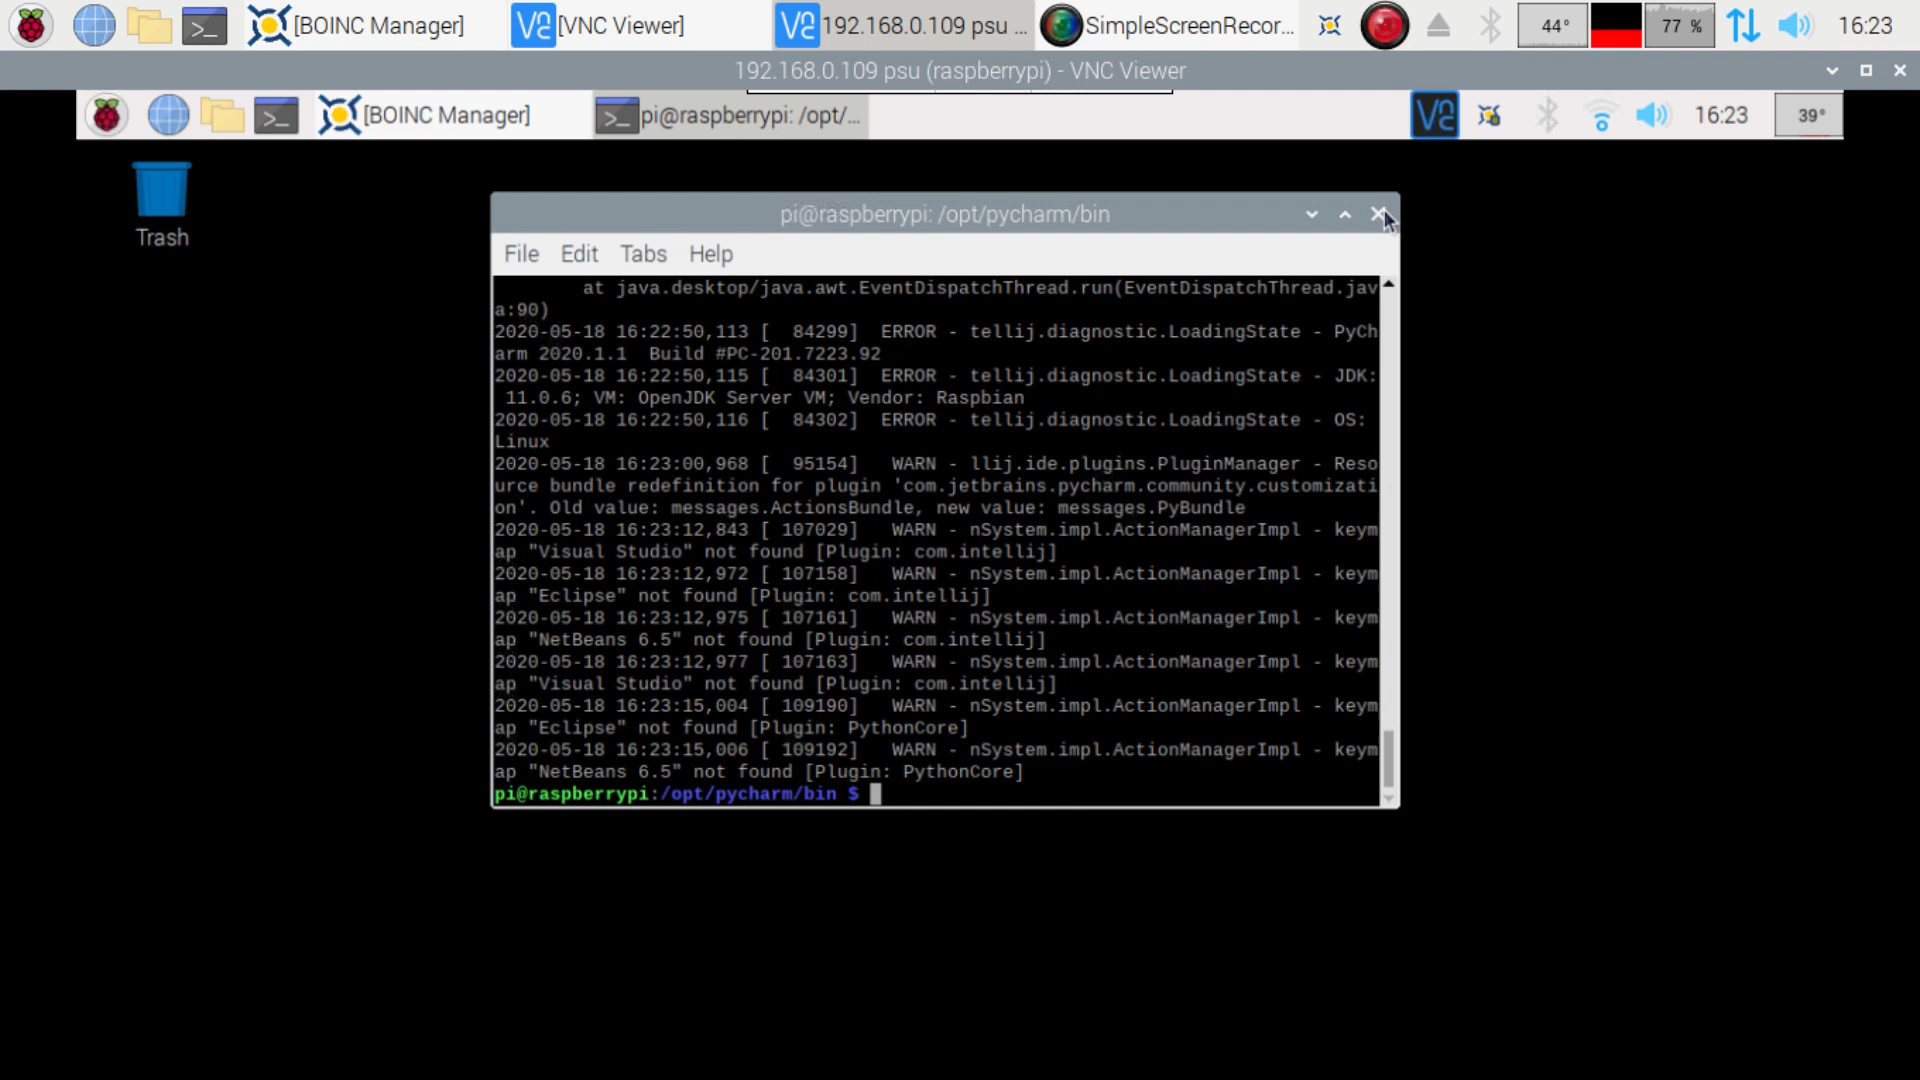 [BOINC Manager]
[VNC Viewer]
192.168.0.109 psu ...
SimpleScreenRecor...
44°
77 %
16:23
192.168.0.109 psu (raspberrypi) - VNC Viewer
[BOINC Manager]
pi@raspberrypi: /opt/...
16:23
39°
Trash
pi@raspberrypi: /opt/pycharm/bin
File Edit Tabs Help
at java.desktop/java.awt.EventDispatchThread.run(EventDispatchThread.jav
a:90)
2020-05-18 16:22:50,113 [  84299]  ERROR - tellij.diagnostic.LoadingState - PyCh
arm 2020.1.1  Build #PC-201.7223.92
2020-05-18 16:22:50,115 [  84301]  ERROR - tellij.diagnostic.LoadingState - JDK:
11.0.6; VM: OpenJDK Server VM; Vendor: Raspbian
2020-05-18 16:22:50,116 [  84302]  ERROR - tellij.diagnostic.LoadingState - OS:
Linux
2020-05-18 16:23:00,968 [  95154]   WARN - llij.ide.plugins.PluginManager - Reso
urce bundle redefinition for plugin 'com.jetbrains.pycharm.community.customizati
on'. Old value: messages.ActionsBundle, new value: messages.PyBundle
2020-05-18 16:23:12,843 [ 107029]   WARN - nSystem.impl.ActionManagerImpl - keym
ap "Visual Studio" not found [Plugin: com.intellij]
2020-05-18 16:23:12,972 [ 107158]   WARN - nSystem.impl.ActionManagerImpl - keym
ap "Eclipse" not found [Plugin: com.intellij]
2020-05-18 16:23:12,975 [ 107161]   WARN - nSystem.impl.ActionManagerImpl - keym
ap "NetBeans 6.5" not found [Plugin: com.intellij]
2020-05-18 16:23:12,977 [ 107163]   WARN - nSystem.impl.ActionManagerImpl - keym
ap "Visual Studio" not found [Plugin: com.intellij]
2020-05-18 16:23:15,004 [ 109190]   WARN - nSystem.impl.ActionManagerImpl - keym
ap "Eclipse" not found [Plugin: PythonCore]
2020-05-18 16:23:15,006 [ 109192]   WARN - nSystem.impl.ActionManagerImpl - keym
ap "NetBeans 6.5" not found [Plugin: PythonCore]
pi@raspberrypi:/opt/pycharm/bin $